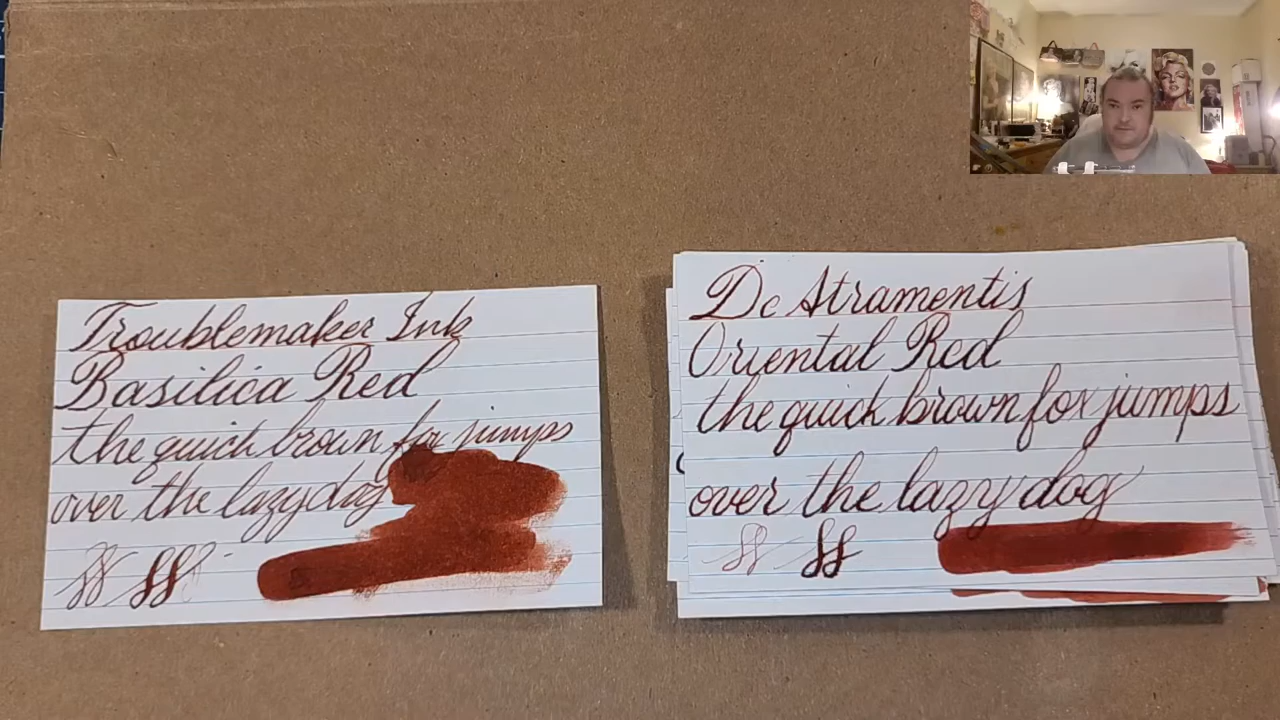 Troublemaker Ink
Basilica Red
the quick brown fox jumps
over the lazy dog
De Atramentis
Oriental Red
the quick brown fox jumps
over the lazy dog